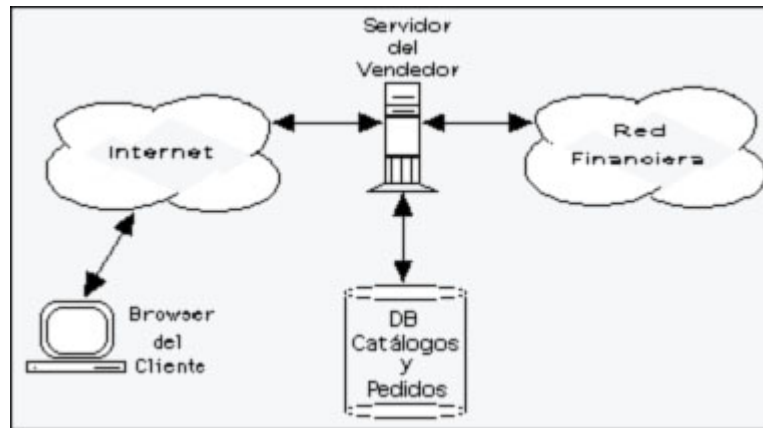 Servidor
del
Vendedor
Internet
Red
Financiera
Browser
del
Cliente
DB
Catálogos
y
Pedidos